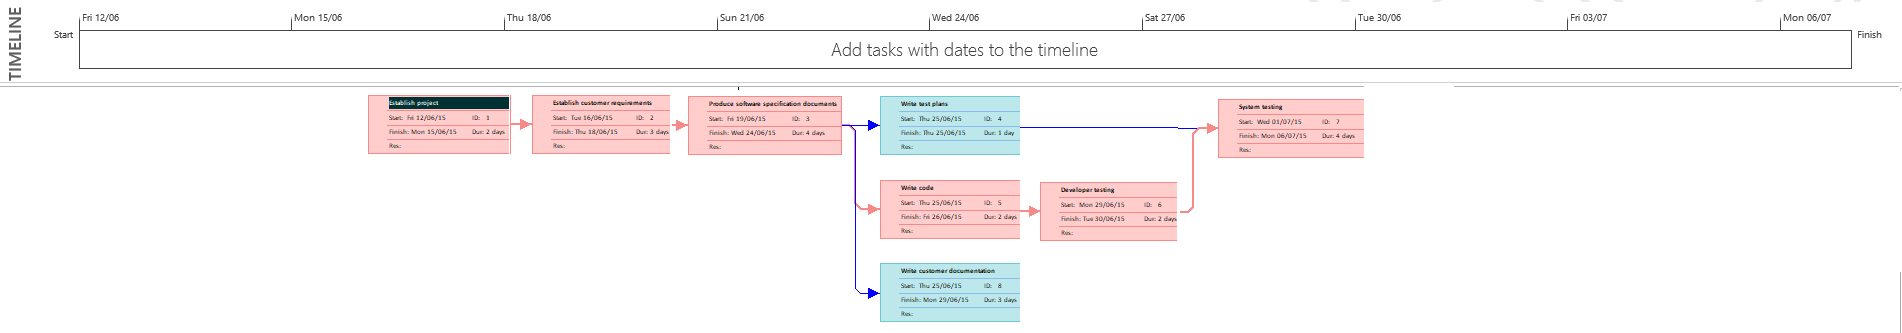 TIMELINE
Fri 12/06
Mon 15/06
Thu 18/06
Sun 21/06
Wed 24/06
Sat 27/06
Tue 30/06
Fri 03/07
Mon 06/07
Start
Finish
Add tasks with dates to the timeline
Establish project
Start: Fri 12/06/15 ID: 1
Finish: Mon 15/06/15 Dur: 2 days
Res:
Establish customer requirements
Start: Tue 16/06/15 ID: 2
Finish: Thu 18/06/15 Dur: 3 days
Res:
Produce software specification documents
Start: Fri 19/06/15 ID: 3
Finish: Wed 24/06/15 Dur: 4 days
Res:
Write test plans
Start: Thu 25/06/15 ID: 4
Finish: Thu 25/06/15 Dur: 1 day
Res:
System testing
Start: Wed 01/07/15 ID: 7
Finish: Mon 06/07/15 Dur: 4 days
Res:
Write code
Start: Thu 25/06/15 ID: 5
Finish: Fri 26/06/15 Dur: 2 days
Res:
Developer testing
Start: Mon 29/06/15 ID: 6
Finish: Tue 30/06/15 Dur: 2 days
Res:
Write customer documentation
Start: Thu 25/06/15 ID: 8
Finish: Mon 29/06/15 Dur: 3 days
Res: